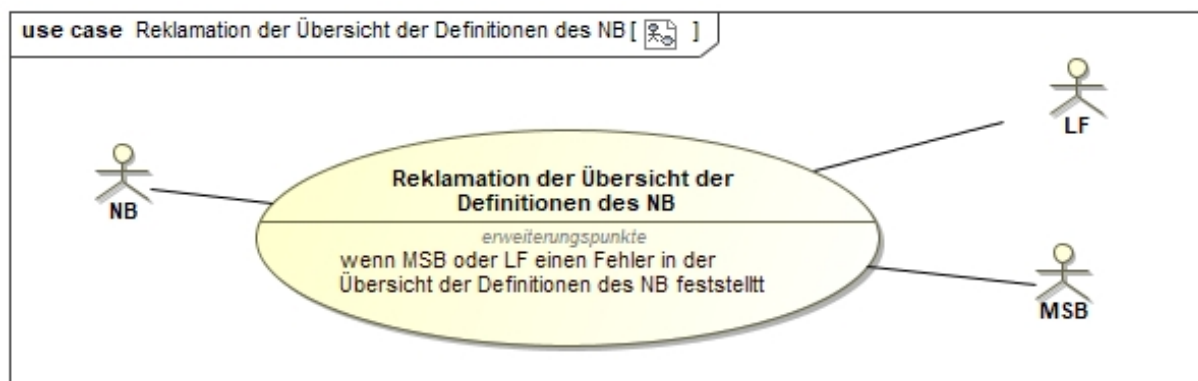 use case Reklamation der Übersicht der Definitionen des NB [ ]
LF
NB
Reklamation der Übersicht der
Definitionen des NB
erweiterungspunkte
wenn MSB oder LF einen Fehler in der
Übersicht der Definitionen des NB feststelltt
MSB